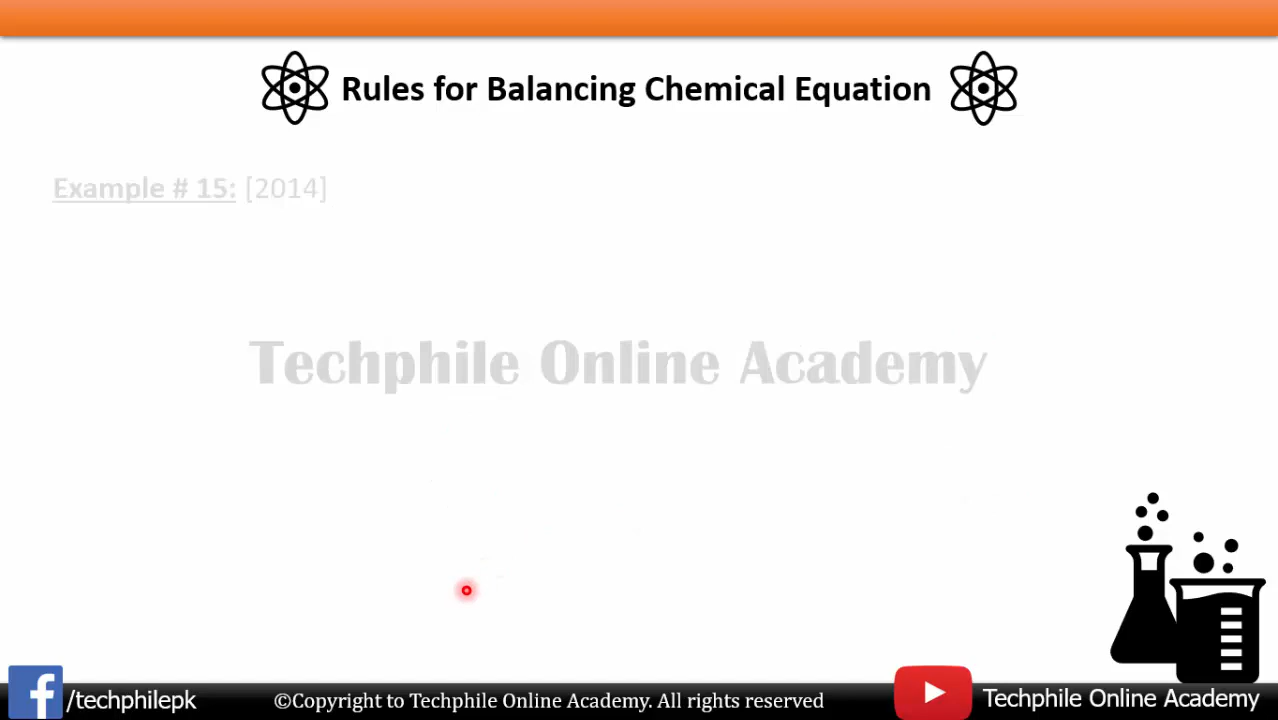 Rules for Balancing Chemical Equation
Example # 15: [2014]
Techphile Online Academy
/techphilepk
©Copyright to Techphile Online Academy. All rights reserved
Techphile Online Academy